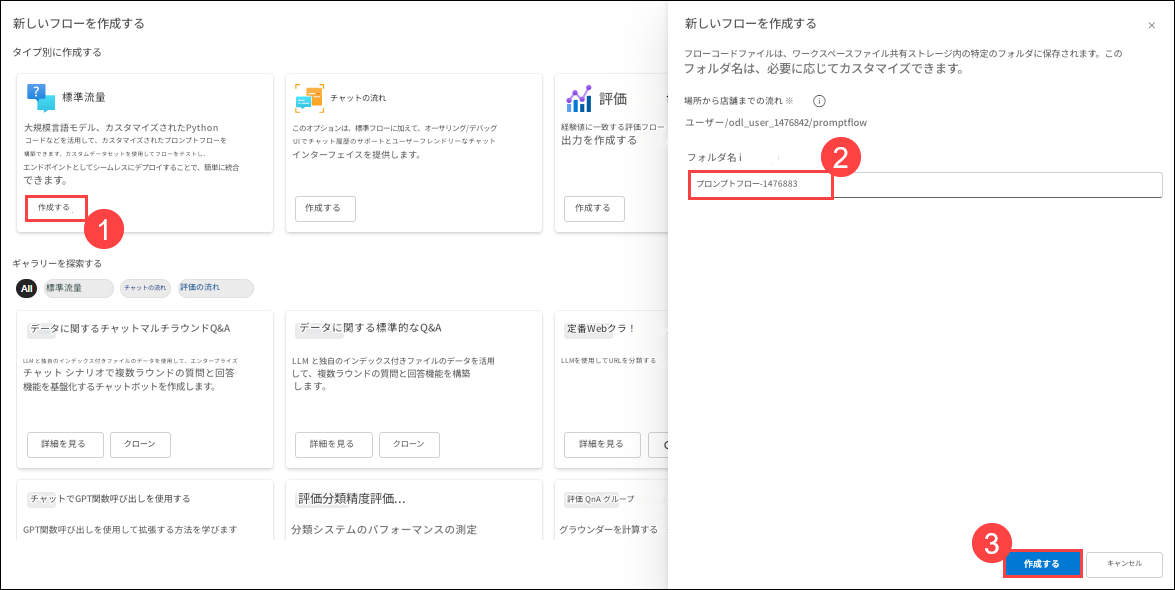 新しいフローを作成する
タイプ別に作成する
標準流量
大規模言語モデル、カスタマイズされたPython
コードなどを活用して、カスタマイズされたプロンプトフローを
構築できます。カスタムデータセットを使用してフローをテストし、
エンドポイントとしてシームレスにデプロイすることで、簡単に統合
できます。
作成する
1
チャットの流れ
このオプションは、標準フローに加えて、オーサリング/デバッグ
UIでチャット履歴のサポートとユーザーフレンドリーなチャット
インターフェイスを提供します。
作成する
評価
経験値に一致する評価フロー
出力を作成する
作成する
ギャラリーを探索する
All
標準流量
チャットの流れ
評価の流れ
データに関するチャットマルチラウンドQ&A
LLM と独自のインデックス付きファイルのデータを使用して、エンタープライズ
チャット シナリオで複数ラウンドの質問と回答
機能を基盤化するチャットボットを作成します。
詳細を見る
クローン
データに関する標準的なQ&A
LLM と独自のインデックス付きファイルのデータを活用
して、複数ラウンドの質問と回答機能を構築
します。
詳細を見る
クローン
定番Webクラ！
LLMを使用してURLを分類する
詳細を見る
チャットでGPT関数呼び出しを使用する
GPT関数呼び出しを使用して拡張する方法を学びます
評価分類精度評価...
分類システムのパフォーマンスの測定
評価 QnA グループ
グラウンダーを計算する
新しいフローを作成する
×
フローコードファイルは、ワークスペースファイル共有ストレージ内の特定のフォルダに保存されます。この
フォルダ名は、必要に応じてカスタマイズできます。
場所から店舗までの流れ ※
ユーザー/odl_user_1476842/promptflow
フォルダ名 i
2
プロンプトフロー-1476883
3
作成する
キャンセル